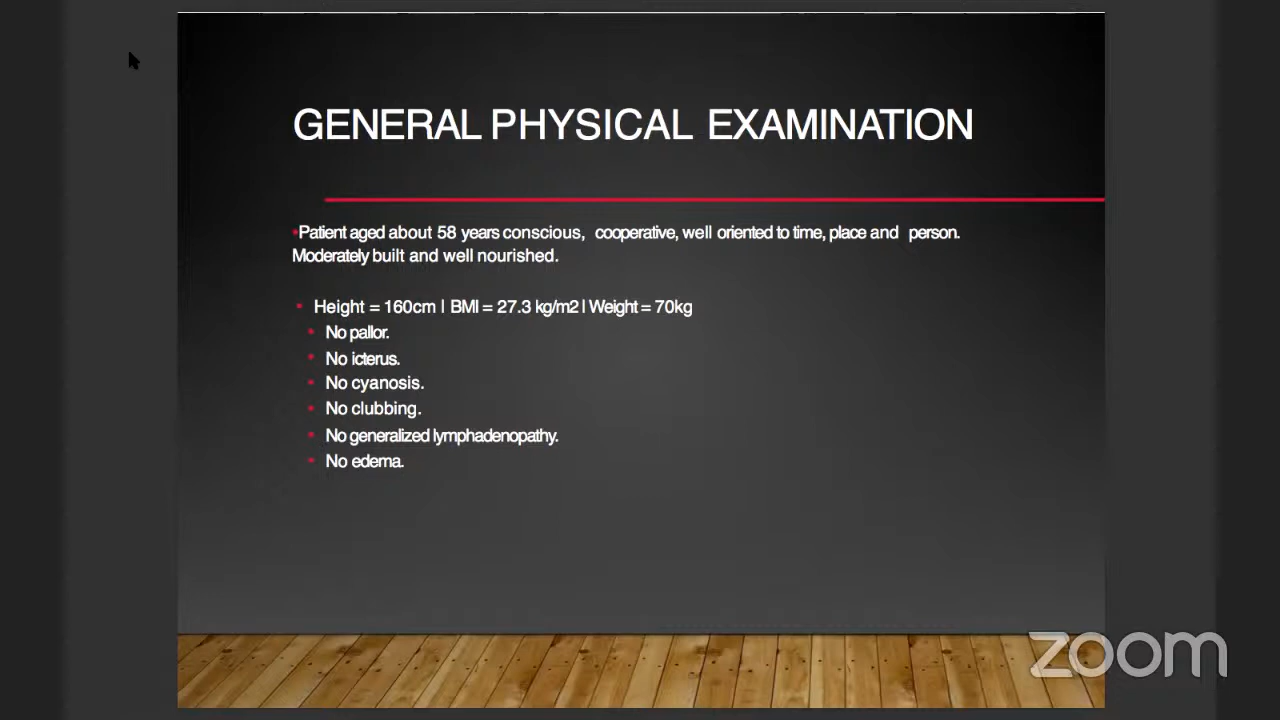 GENERAL PHYSICAL EXAMINATION
•Patient aged about 58 years conscious, cooperative, well oriented to time, place and person.
Moderately built and well nourished.
• Height = 160cm | BMI = 27.3 kg/m2 | Weight = 70kg
• No pallor.
• No icterus.
• No cyanosis.
• No clubbing.
• No generalized lymphadenopathy.
• No edema.
zoom